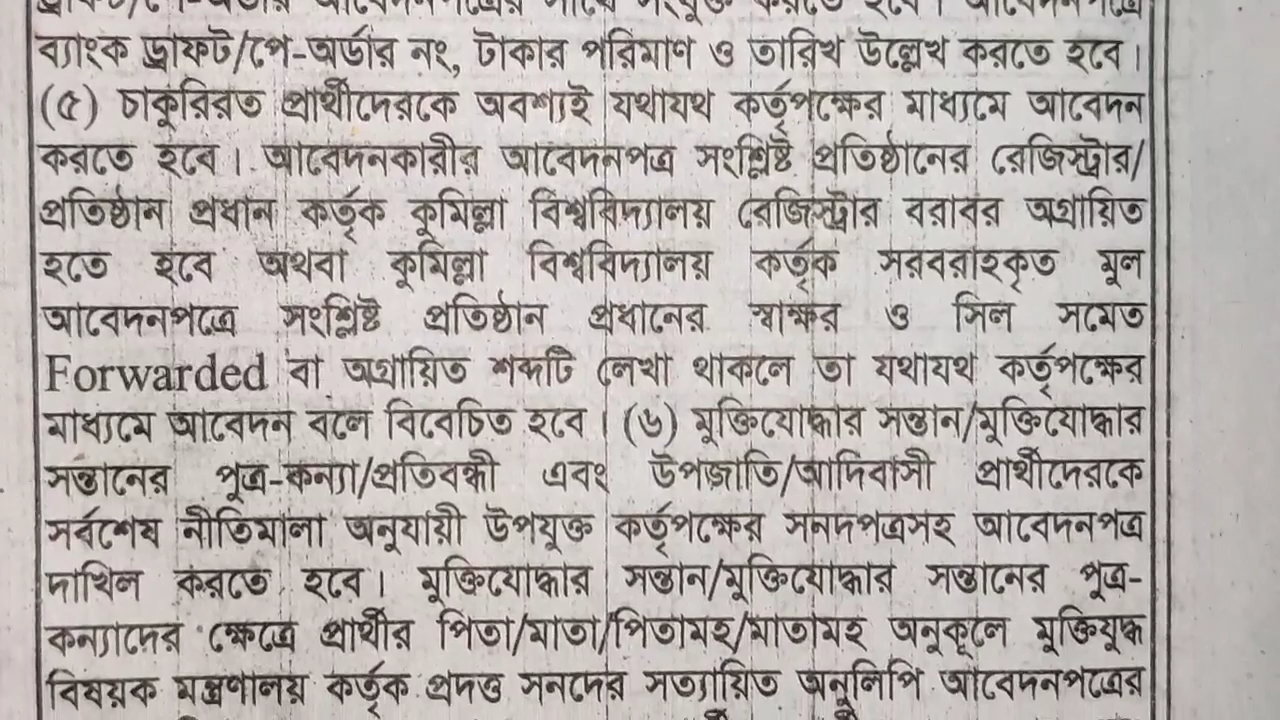 ব্যাংক ড্রাফট/পে-অর্ডার নং, টাকার পরিমাণ ও তারিখ উল্লেখ করতে হবে।
(৫) চাকুরিরত প্রার্থীদেরকে অবশ্যই যথাযথ কর্তৃপক্ষের মাধ্যমে আবেদন
করতে হবে। আবেদনকারীর আবেদনপত্র সংশ্লিষ্ট প্রতিষ্ঠানের রেজিস্ট্রার/
প্রতিষ্ঠান প্রধান কর্তৃক কুমিল্লা বিশ্ববিদ্যালয় রেজিস্ট্রার বরাবর অগ্রায়িত
হতে হবে অথবা কুমিল্লা বিশ্ববিদ্যালয় কর্তৃক সরবরাহকৃত মূল
আবেদনপত্রে সংশ্লিষ্ট প্রতিষ্ঠান প্রধানের স্বাক্ষর ও সিল সমেত
Forwarded বা অগ্রায়িত শব্দটি লেখা থাকলে তা যথাযথ কর্তৃপক্ষের
মাধ্যমে আবেদন বলে বিবেচিত হবে। (৬) মুক্তিযোদ্ধার সন্তান/মুক্তিযোদ্ধার
সন্তানের পুত্র-কন্যা/প্রতিবন্ধী এবং উপজাতি/আদিবাসী প্রার্থীদেরকে
সর্বশেষ নীতিমালা অনুযায়ী উপযুক্ত কর্তৃপক্ষের সনদপত্রসহ আবেদনপত্র
দাখিল করতে হবে। মুক্তিযোদ্ধার সন্তান/মুক্তিযোদ্ধার সন্তানের পুত্র-
কন্যাদের ক্ষেত্রে প্রার্থীর পিতা/মাতা/পিতামহ/মাতামহ অনুকূলে মুক্তিযুদ্ধ
বিষয়ক মন্ত্রণালয় কর্তৃক প্রদত্ত সনদের সত্যায়িত অনুলিপি আবেদনপত্রের